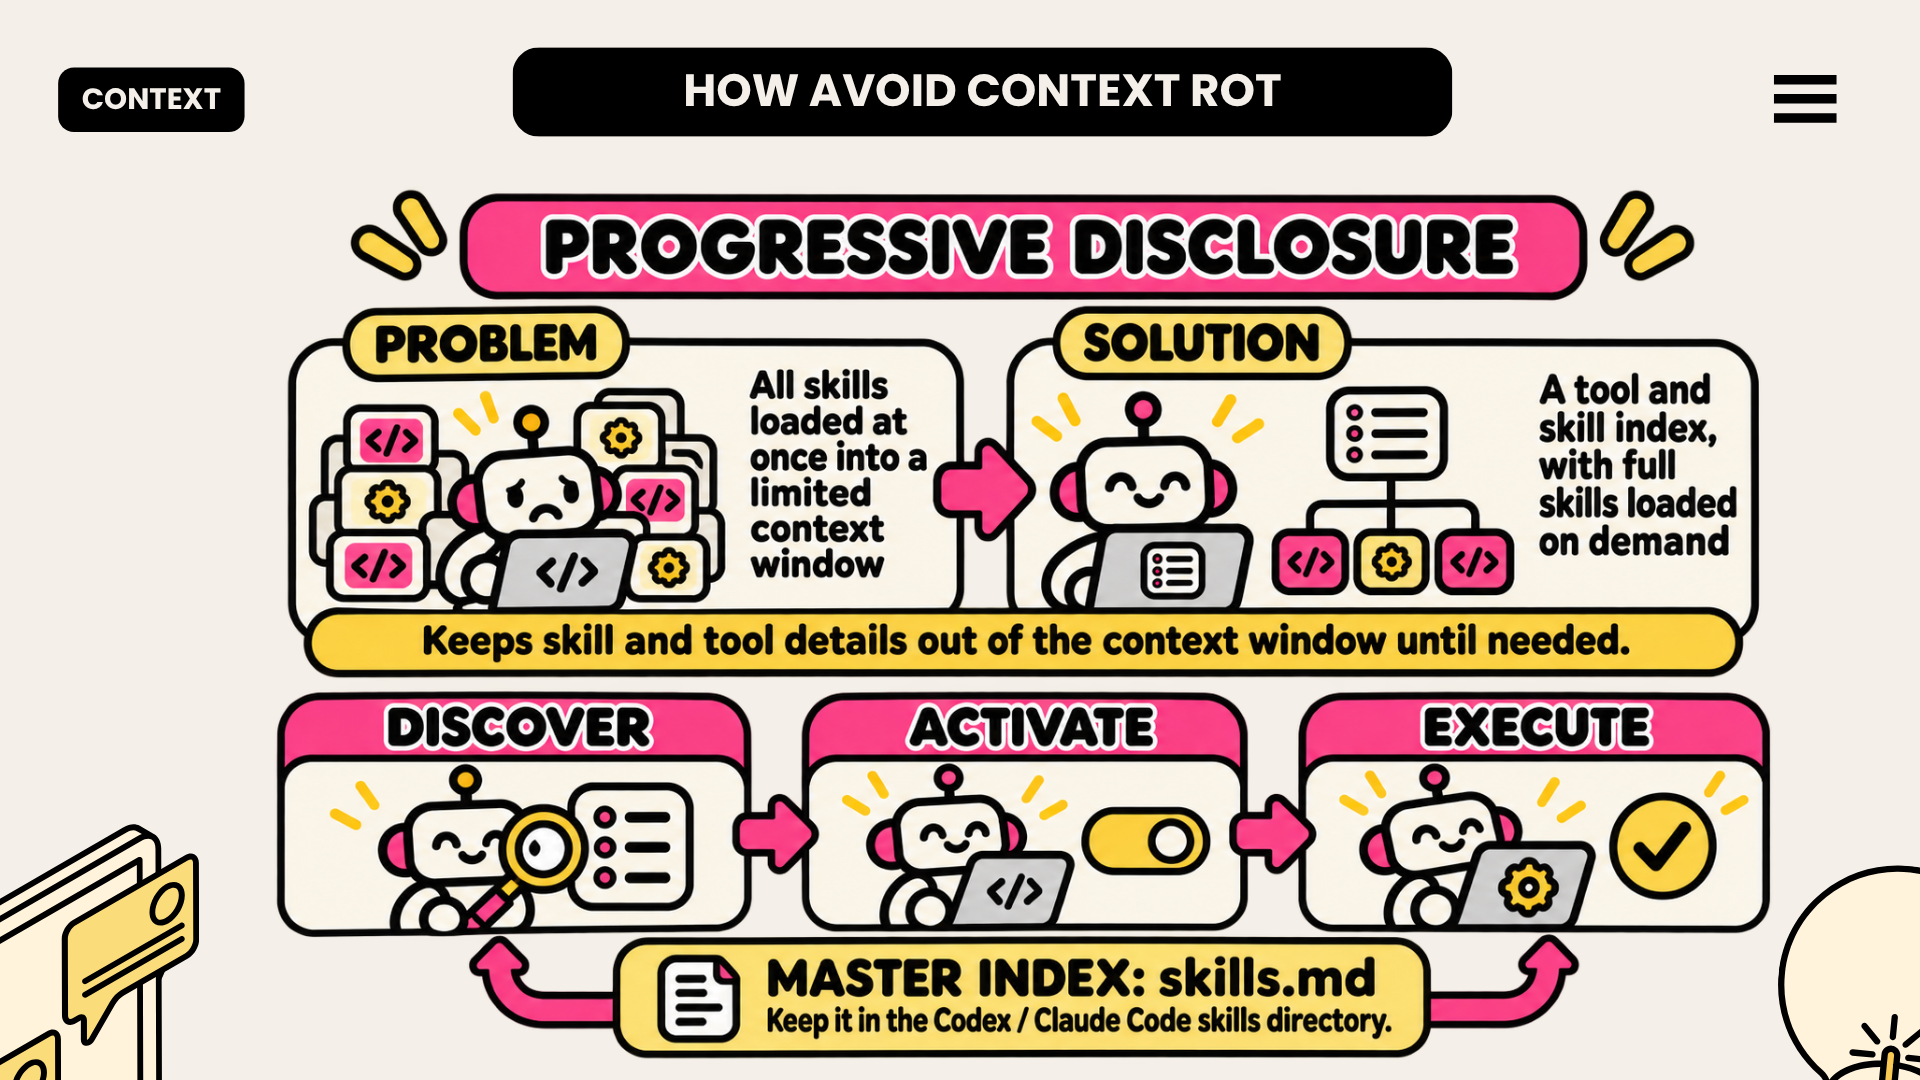 CONTEXT
HOW AVOID CONTEXT ROT
PROGRESSIVE DISCLOSURE
PROBLEM
All skills
loaded at
once into a
limited
context
window
</>
</>
</>
</>
SOLUTION
A tool and
skill index,
with full
skills loaded
on demand
</>
</>
Keeps skill and tool details out of the context window until needed.
DISCOVER
ACTIVATE
</>
EXECUTE
MASTER INDEX: skills.md
Keep it in the Codex / Claude Code skills directory.